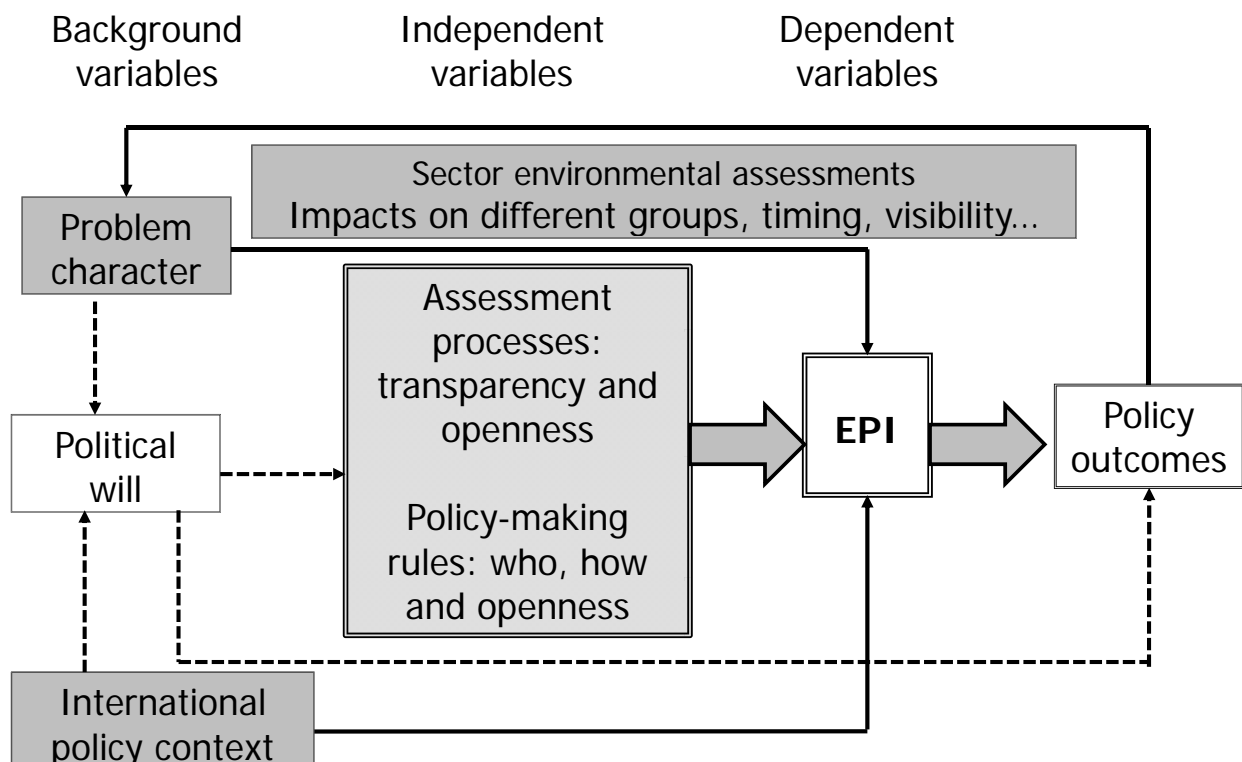 Background
variables
Independent
variables
Dependent
variables
Sector environmental assessments
Impacts on different groups, timing, visibility...
Problem
character
Assessment
processes:
transparency and
openness
Policy-making
rules: who, how
and openness
EPI
Policy
outcomes
Political
will
International
policy context